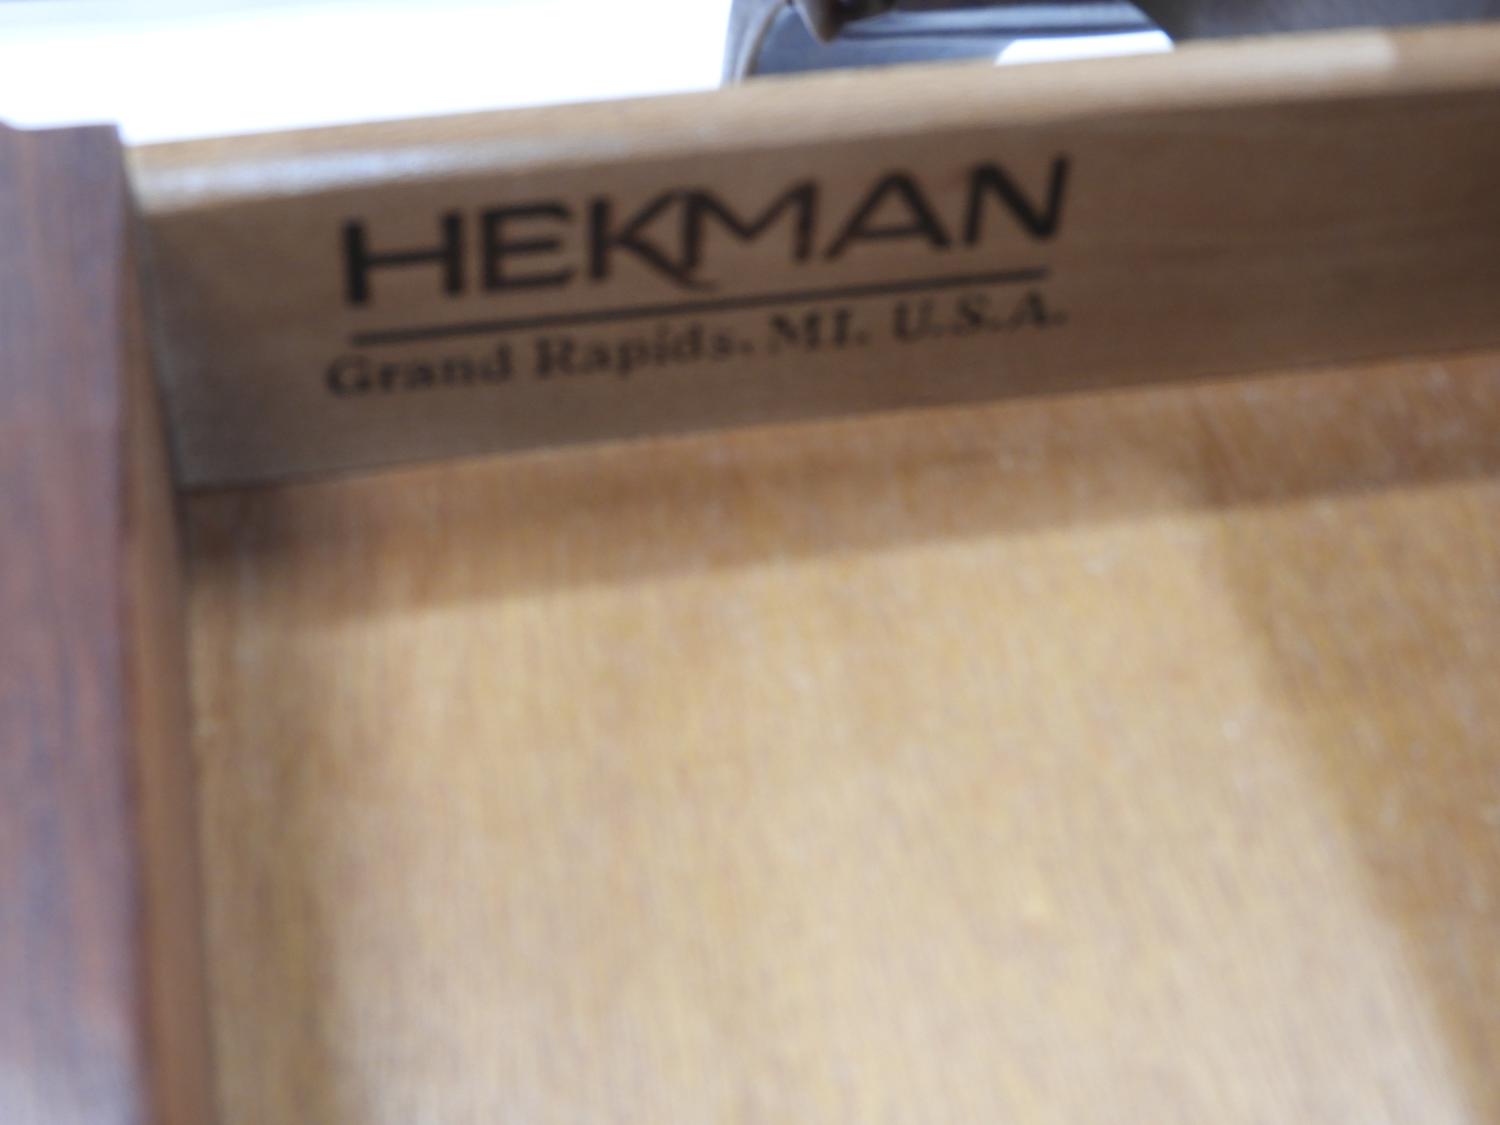 HEKMAN
Grand Rapids, MI. U.S.A.